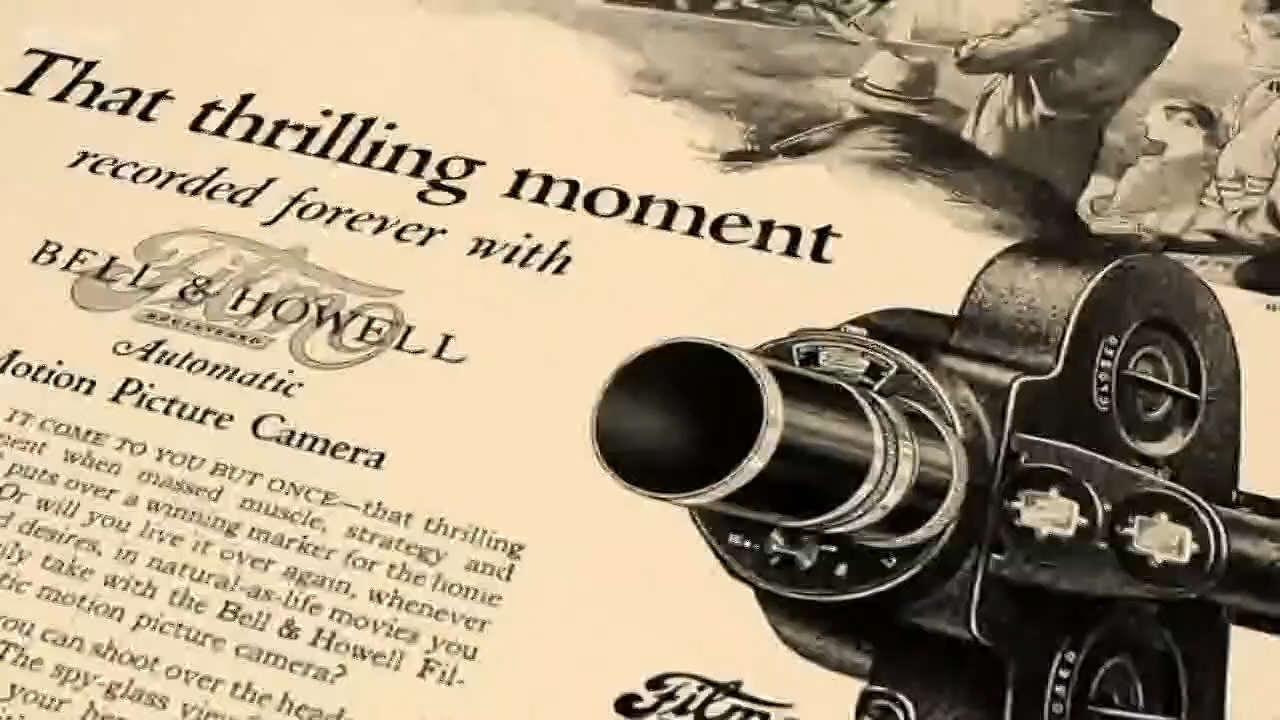 That thrilling moment
recorded forever with
Filmo
BELL & HOWELL
Automatic
Motion Picture Camera
IT COME TO YOU BUT ONCE—that thrilling
when massed muscle, strategy and
puts over a winning marker for the home
Or will you live it over again, whenever
desires, in natural-as-life movies you
take with the Bell & Howell Fil-
motion picture camera?
you can shoot over the
The spy-glass
your
CLOSED
Filmo